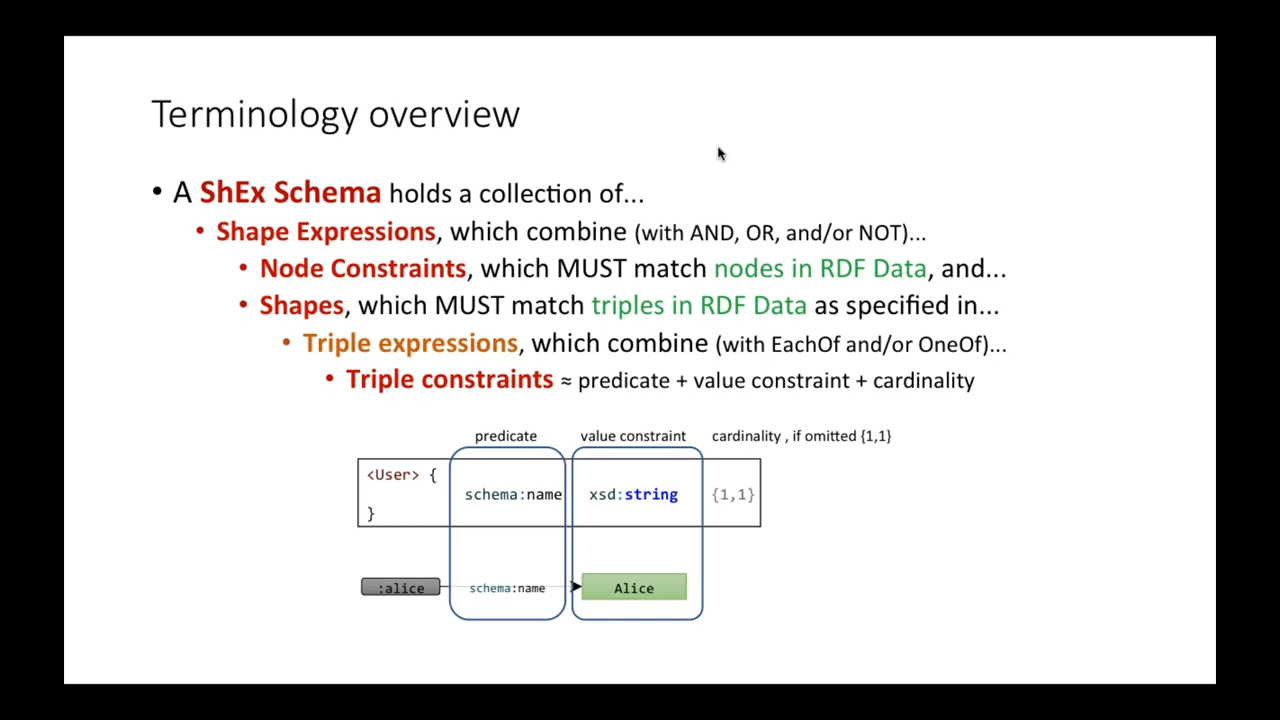 Terminology overview
• A ShEx Schema holds a collection of...
• Shape Expressions, which combine (with AND, OR, and/or NOT)...
• Node Constraints, which MUST match nodes in RDF Data, and...
• Shapes, which MUST match triples in RDF Data as specified in...
• Triple expressions, which combine (with EachOf and/or OneOf)...
• Triple constraints ≈ predicate + value constraint + cardinality
predicate value constraint cardinality , if omitted {1,1}
<User> {
schema:name xsd:string {1,1}
}
:alice schema:name Alice